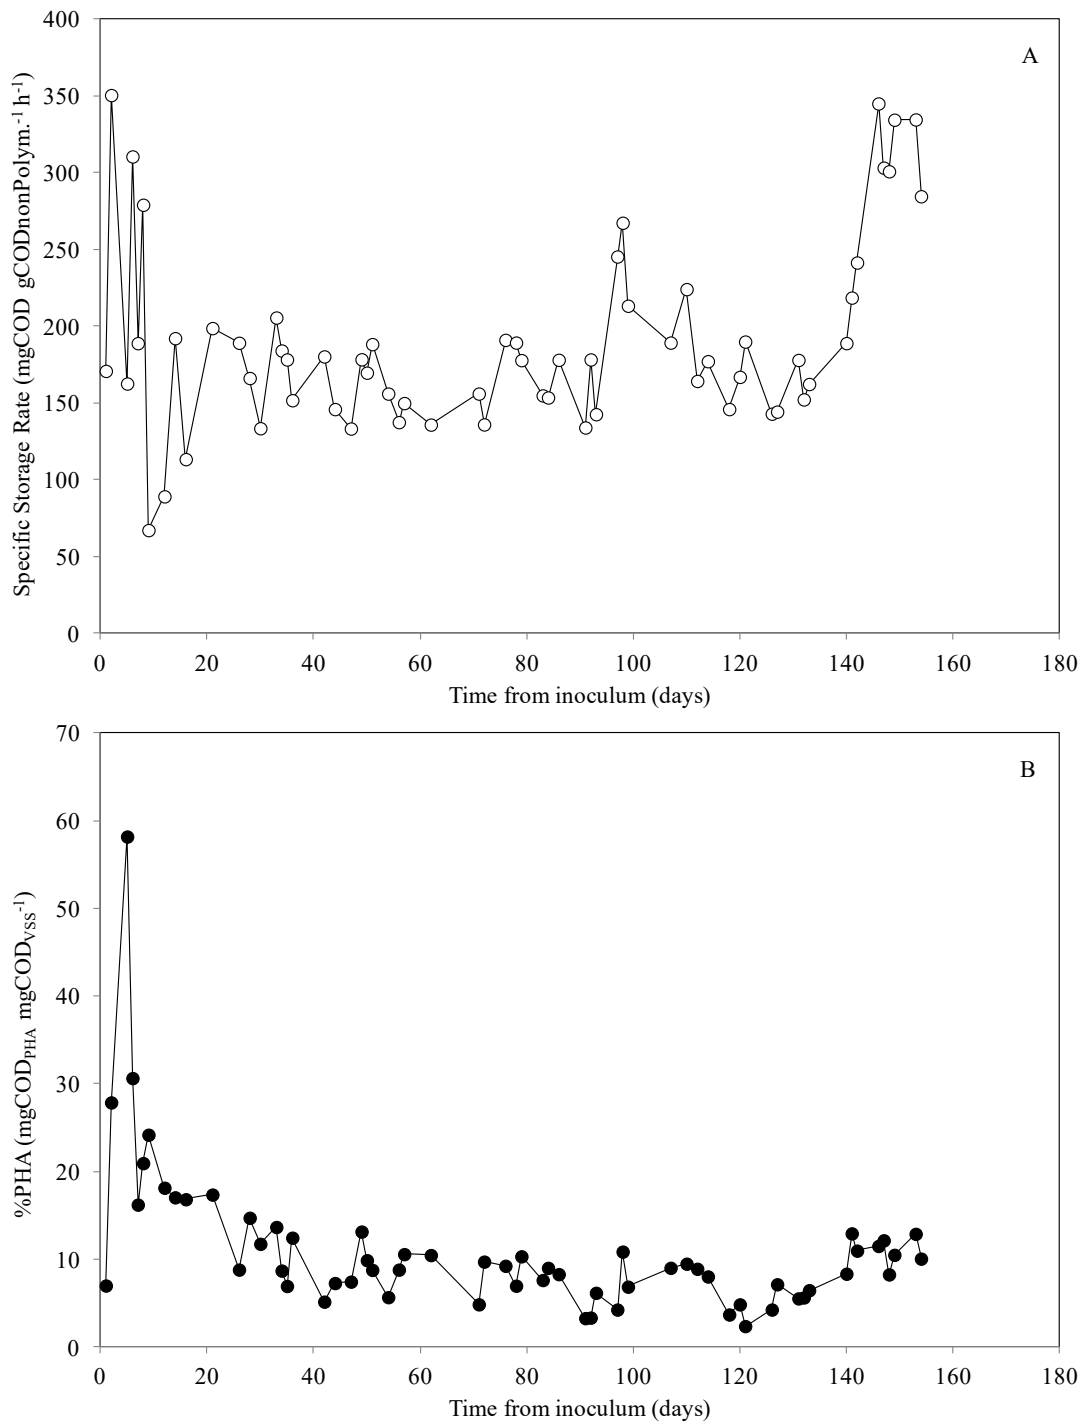 A
Specific Storage Rate (mgCOD gCODnonPolym.⁻¹ h⁻¹)
400
350
300
250
200
150
100
50
0
0 20 40 60 80 100 120 140 160 180
Time from inoculum (days)
B
%PHA (mgCOD_PHA mgCOD_VSS⁻¹)
70
60
50
40
30
20
10
0
0 20 40 60 80 100 120 140 160 180
Time from inoculum (days)